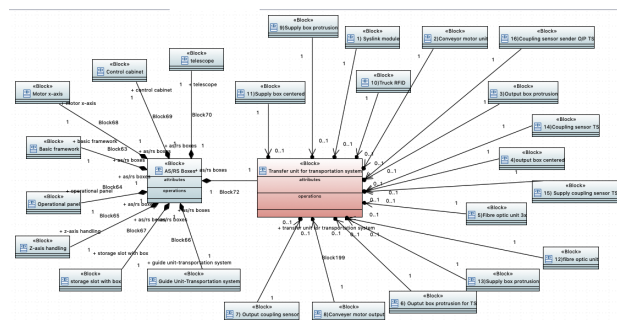 «Block»
9)Supply box protrusion
«Block»
1) Syslink module
«Block»
2)Conveyor motor unit
«Block»
16)Coupling sensor sender O/P TS
«Block»
telescope
«Block»
Control cabinet
«Block»
Motor x-axis
«Block»
11)Supply box centered
«Block»
10)Truck RFID
«Block»
3)Output box protrusion
«Block»
14)Coupling sensor TS
«Block»
Basic framework
«Block»
4)output box centered
«Block»
Operational panel
«Block»
15) Supply coupling sensor TS
«Block»
5)Fibre optic unit 3x
«Block»
Z-axis handling
«Block»
12)fibre optic unit
«Block»
storage slot with box
«Block»
Guide Unit-Transportation system
«Block»
13)Supply box protrusion
«Block»
7) Output coupling sensor
«Block»
8)Conveyer motor output
«Block»
6) Ouptut box protrusion for TS
«Block»
AS/RS Boxes*
attributes
operations
«Block»
Transfer unit for transportation system
attributes
operations
+ motor x-axis
+ control cabinet
+ telescope
Block68
Block69
Block70
Block63
+ basic framework
+ as/rs boxes
Block64
+ operational panel
Block65
Block67
Block66
Block72
+ z-axis handling
+ storage slot with box
+ guide unit-transportation system
+ transfer unit for transportation system
Block199
0..1
1